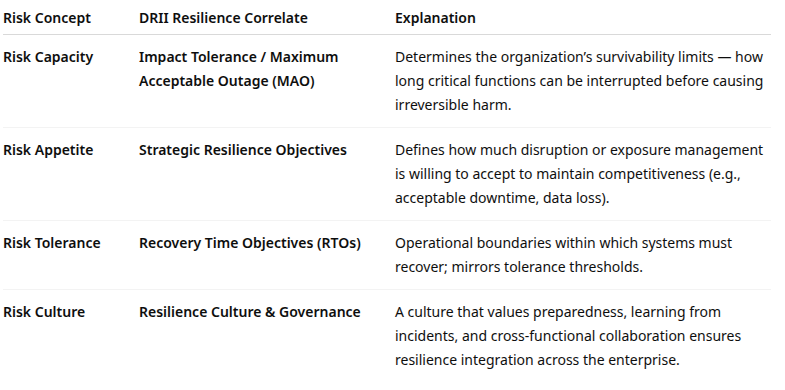 Risk Concept DRII Resilience Correlate Explanation
Risk Capacity Impact Tolerance / Maximum Determines the organization’s survivability limits — how
Acceptable Outage (MAO) long critical functions can be interrupted before causing
irreversible harm.
Risk Appetite Strategic Resilience Objectives Defines how much disruption or exposure management
is willing to accept to maintain competitiveness (e.g.,
acceptable downtime, data loss).
Risk Tolerance Recovery Time Objectives (RTOs) Operational boundaries within which systems must
recover; mirrors tolerance thresholds.
Risk Culture Resilience Culture & Governance A culture that values preparedness, learning from
incidents, and cross-functional collaboration ensures
resilience integration across the enterprise.